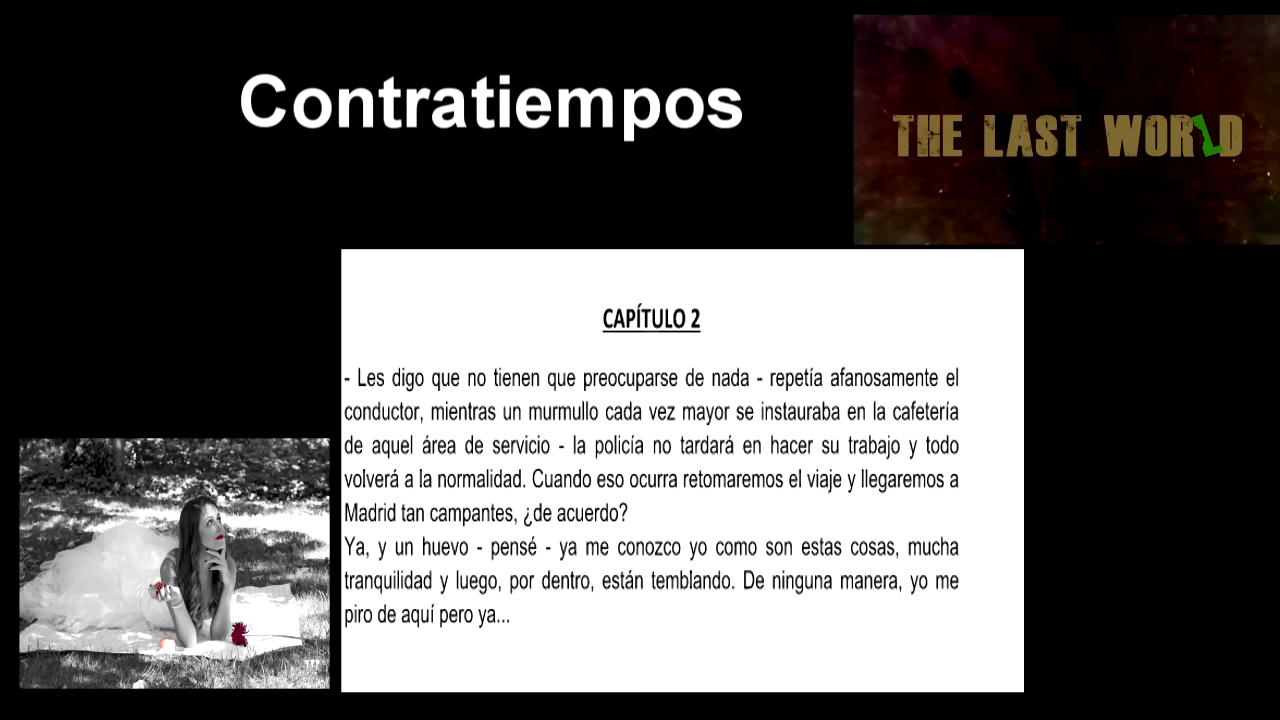 Contratiempos
THE LAST WORLD
CAPÍTULO 2
- Les digo que no tienen que preocuparse de nada - repetía afanosamente el
conductor, mientras un murmullo cada vez mayor se instauraba en la cafetería
de aquel área de servicio - la policía no tardará en hacer su trabajo y todo
volverá a la normalidad. Cuando eso ocurra retomaremos el viaje y llegaremos a
Madrid tan campantes, ¿de acuerdo?
Ya, y un huevo - pensé - ya me conozco yo como son estas cosas, mucha
tranquilidad y luego, por dentro, están temblando. De ninguna manera, yo me
piro de aquí pero ya...